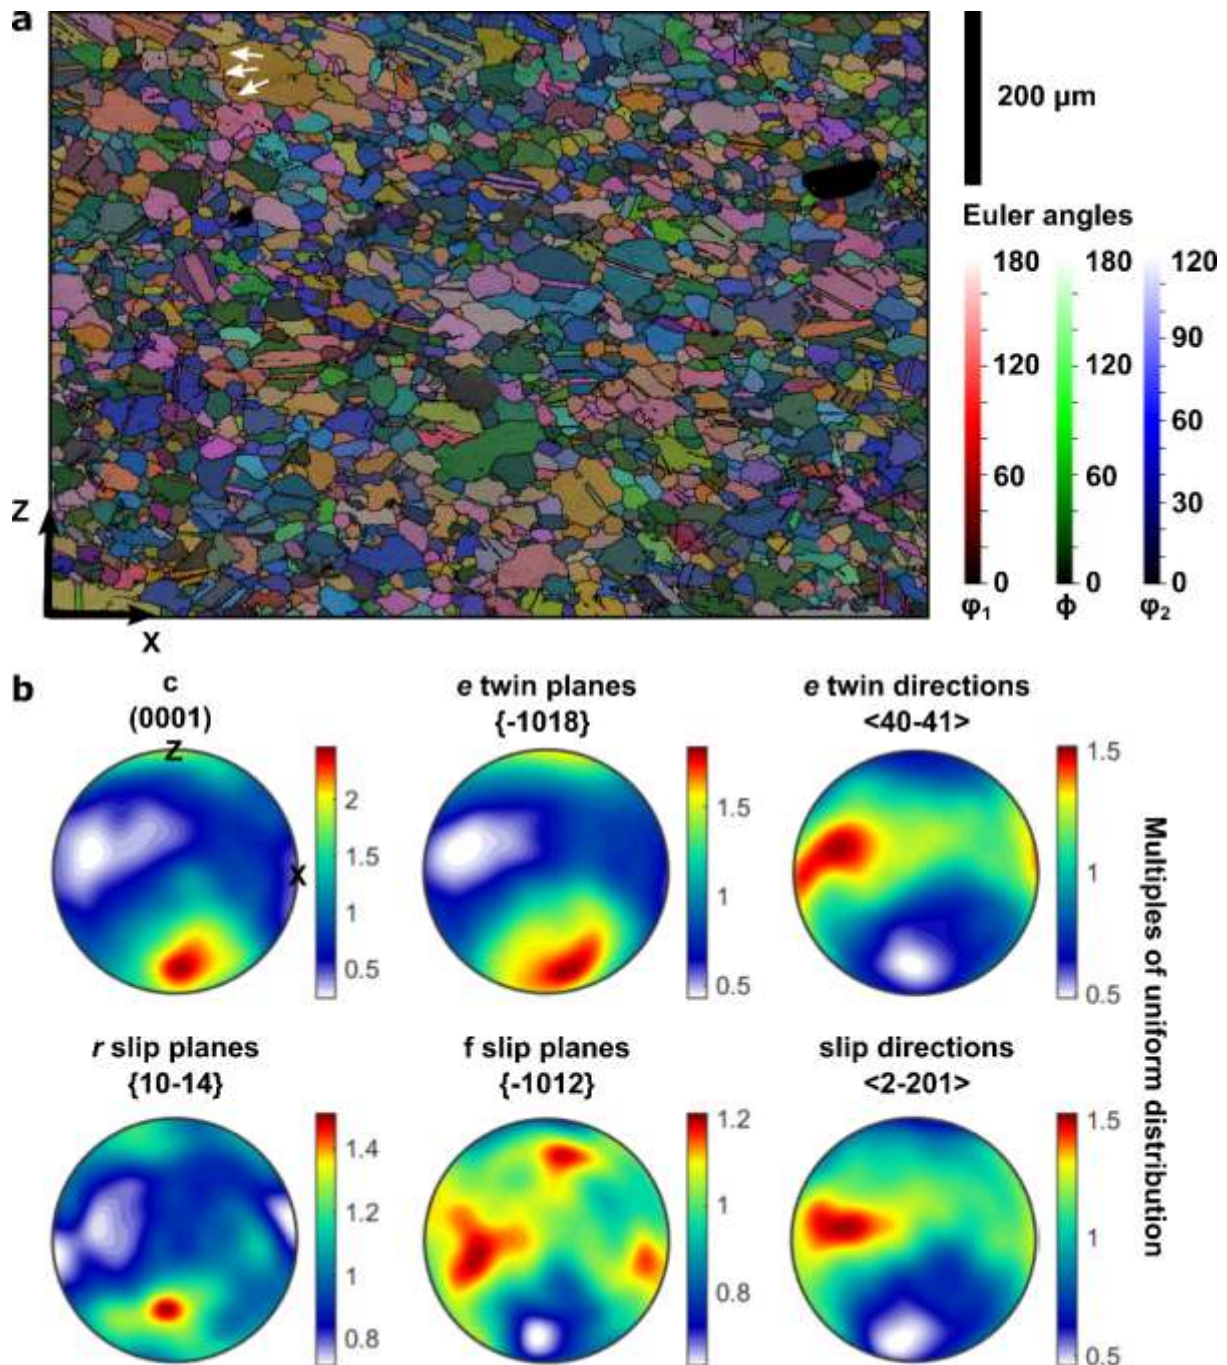 a
200 µm
Euler angles
180 180 120
120 120 90
60
60 60 30
0 0 0
φ₁ ϕ φ₂
Z
X
b
c
(0001)
e twin planes
{-1018}
e twin directions
<40-41>
Z
X
2
1.5
1
0.5
1.5
1
0.5
1.5
1
0.5
r slip planes
{10-14}
f slip planes
{-1012}
slip directions
<2-201>
1.4
1.2
1
0.8
1.2
1
0.8
1.5
1
0.5
Multiples of uniform distribution